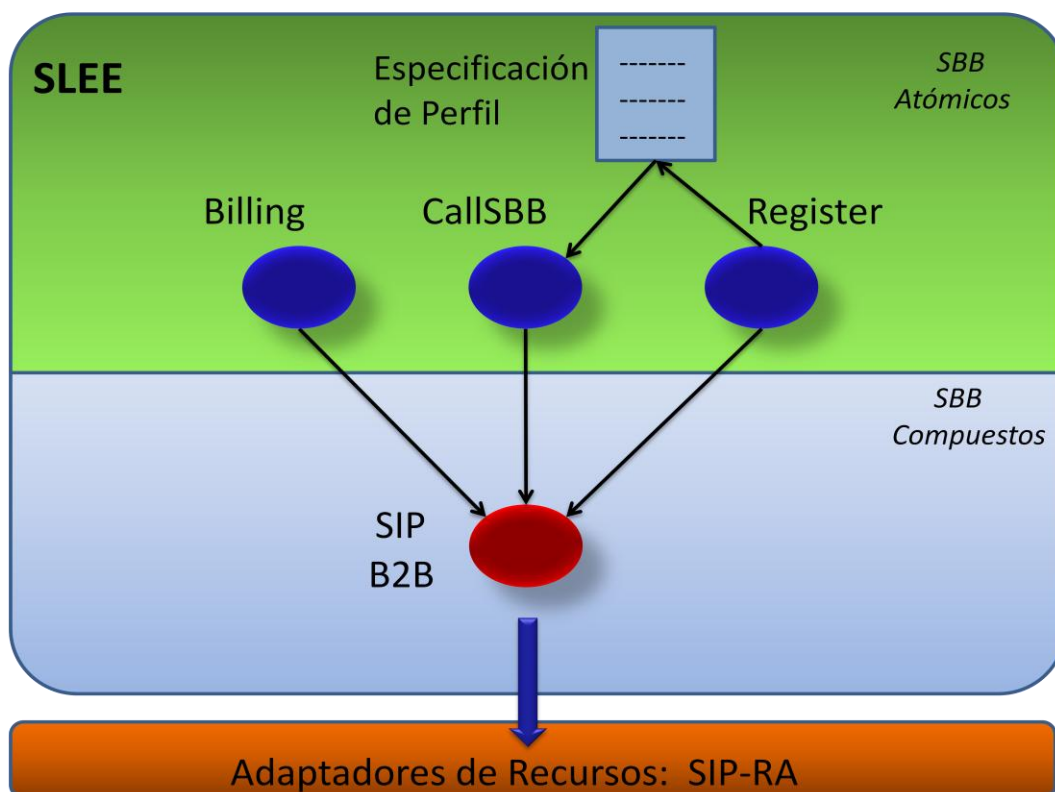 SLEE
Especificación
de Perfil
-------
-------
-------
SBB
Atómicos
Billing
CallSBB
Register
SBB
Compuestos
SIP
B2B
Adaptadores de Recursos: SIP-RA